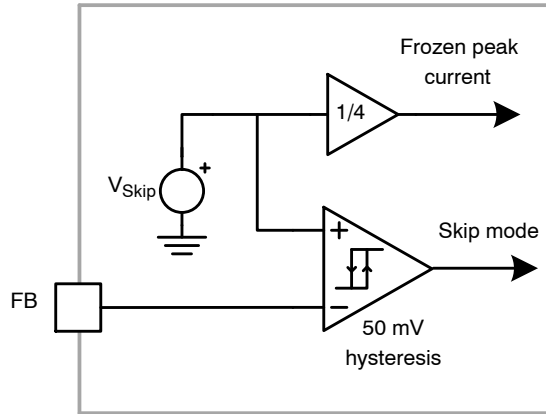 Frozen peak
current
1/4
+
VSkip
+
Skip mode
FB
−
50 mV
hysteresis